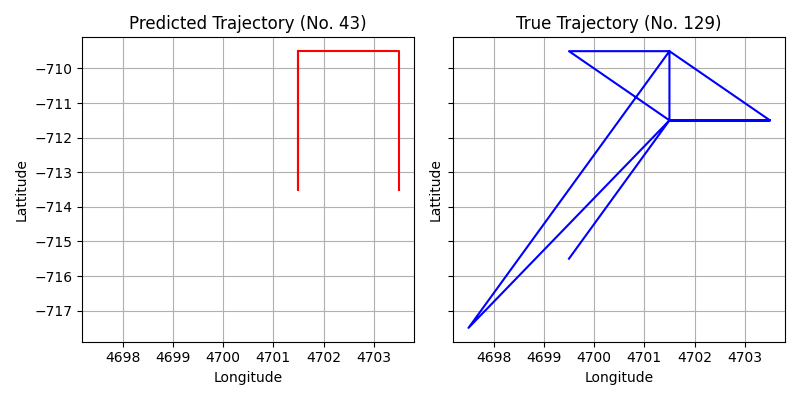 Predicted Trajectory (No. 43)
True Trajectory (No. 129)
−710
−711
−712
−713
−714
−715
−716
−717
Lattitude
Lattitude
4698 4699 4700 4701 4702 4703
4698 4699 4700 4701 4702 4703
Longitude
Longitude